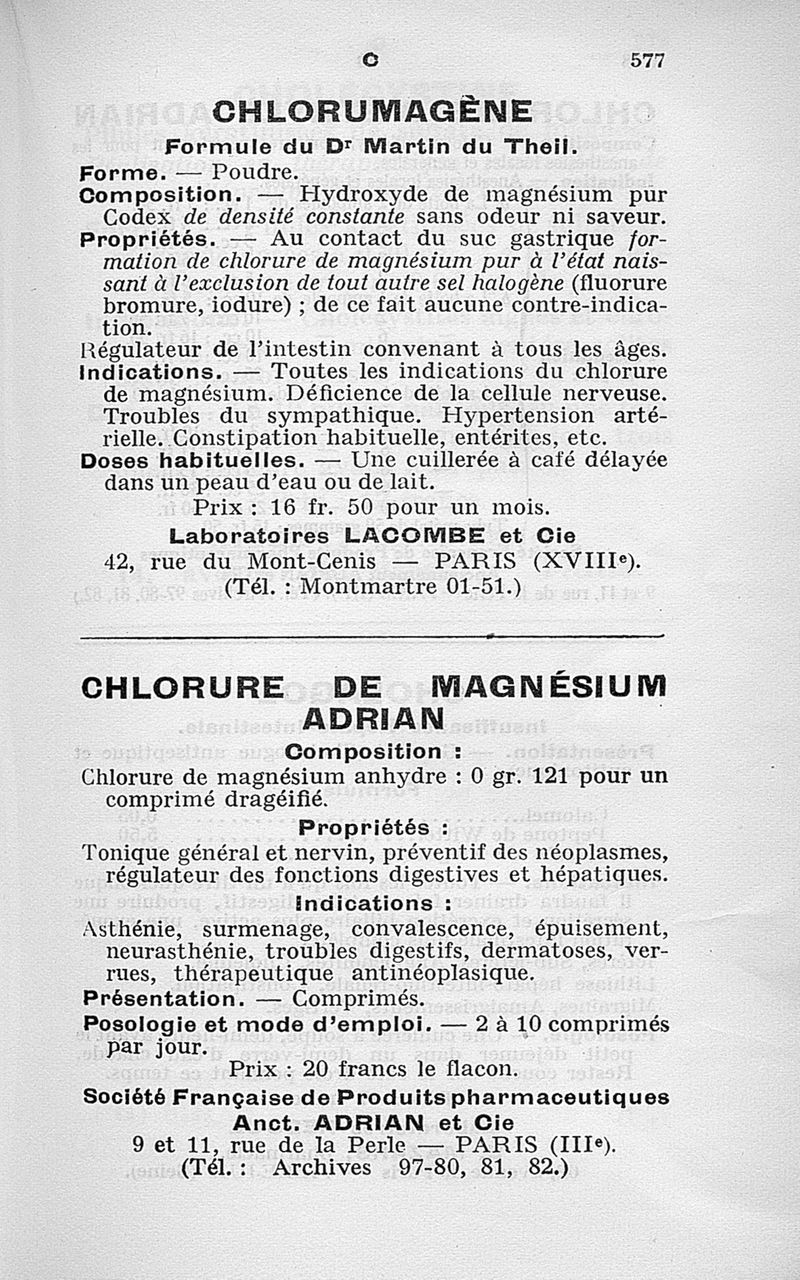 C 577
CHLORUMAGÈNE
Formule du Dr Martin du Theil.
Forme. — Poudre.
Composition. — Hydroxyde de magnésium pur
Codex de densité constante sans odeur ni saveur.
Propriétés. — Au contact du suc gastrique for-
mation de chlorure de magnésium pur à l'état nais-
sant à l'exclusion de tout autre sel halogène (fluorure
bromure, iodure) ; de ce fait aucune contre-indica-
tion.
Régulateur de l'intestin convenant à tous les âges.
Indications. — Toutes les indications du chlorure
de magnésium. Déficience de la cellule nerveuse.
Troubles du sympathique. Hypertension arté-
rielle. Constipation habituelle, entérites, etc.
Doses habituelles. — Une cuillerée à café délayée
dans un peau d'eau ou de lait.
Prix : 16 fr. 50 pour un mois.
Laboratoires LACOMBE et Cie
42, rue du Mont-Cenis — PARIS (XVIIIe).
(Tél. : Montmartre 01-51.)
CHLORURE DE MAGNÉSIUM
ADRIAN
Composition :
Chlorure de magnésium anhydre : 0 gr. 121 pour un
comprimé dragéifié.
Propriétés :
Tonique général et nervin, préventif des néoplasmes,
régulateur des fonctions digestives et hépatiques.
Indications :
Asthénie, surmenage, convalescence, épuisement,
neurasthénie, troubles digestifs, dermatoses, ver-
rues, thérapeutique antinéoplasique.
Présentation. — Comprimés.
Posologie et mode d'emploi. — 2 à 10 comprimés
par jour.
Prix : 20 francs le flacon.
Société Française de Produits pharmaceutiques
Anct. ADRIAN et Cie
9 et 11, rue de la Perle — PARIS (IIIe).
(Tél. : Archives 97-80, 81, 82.)